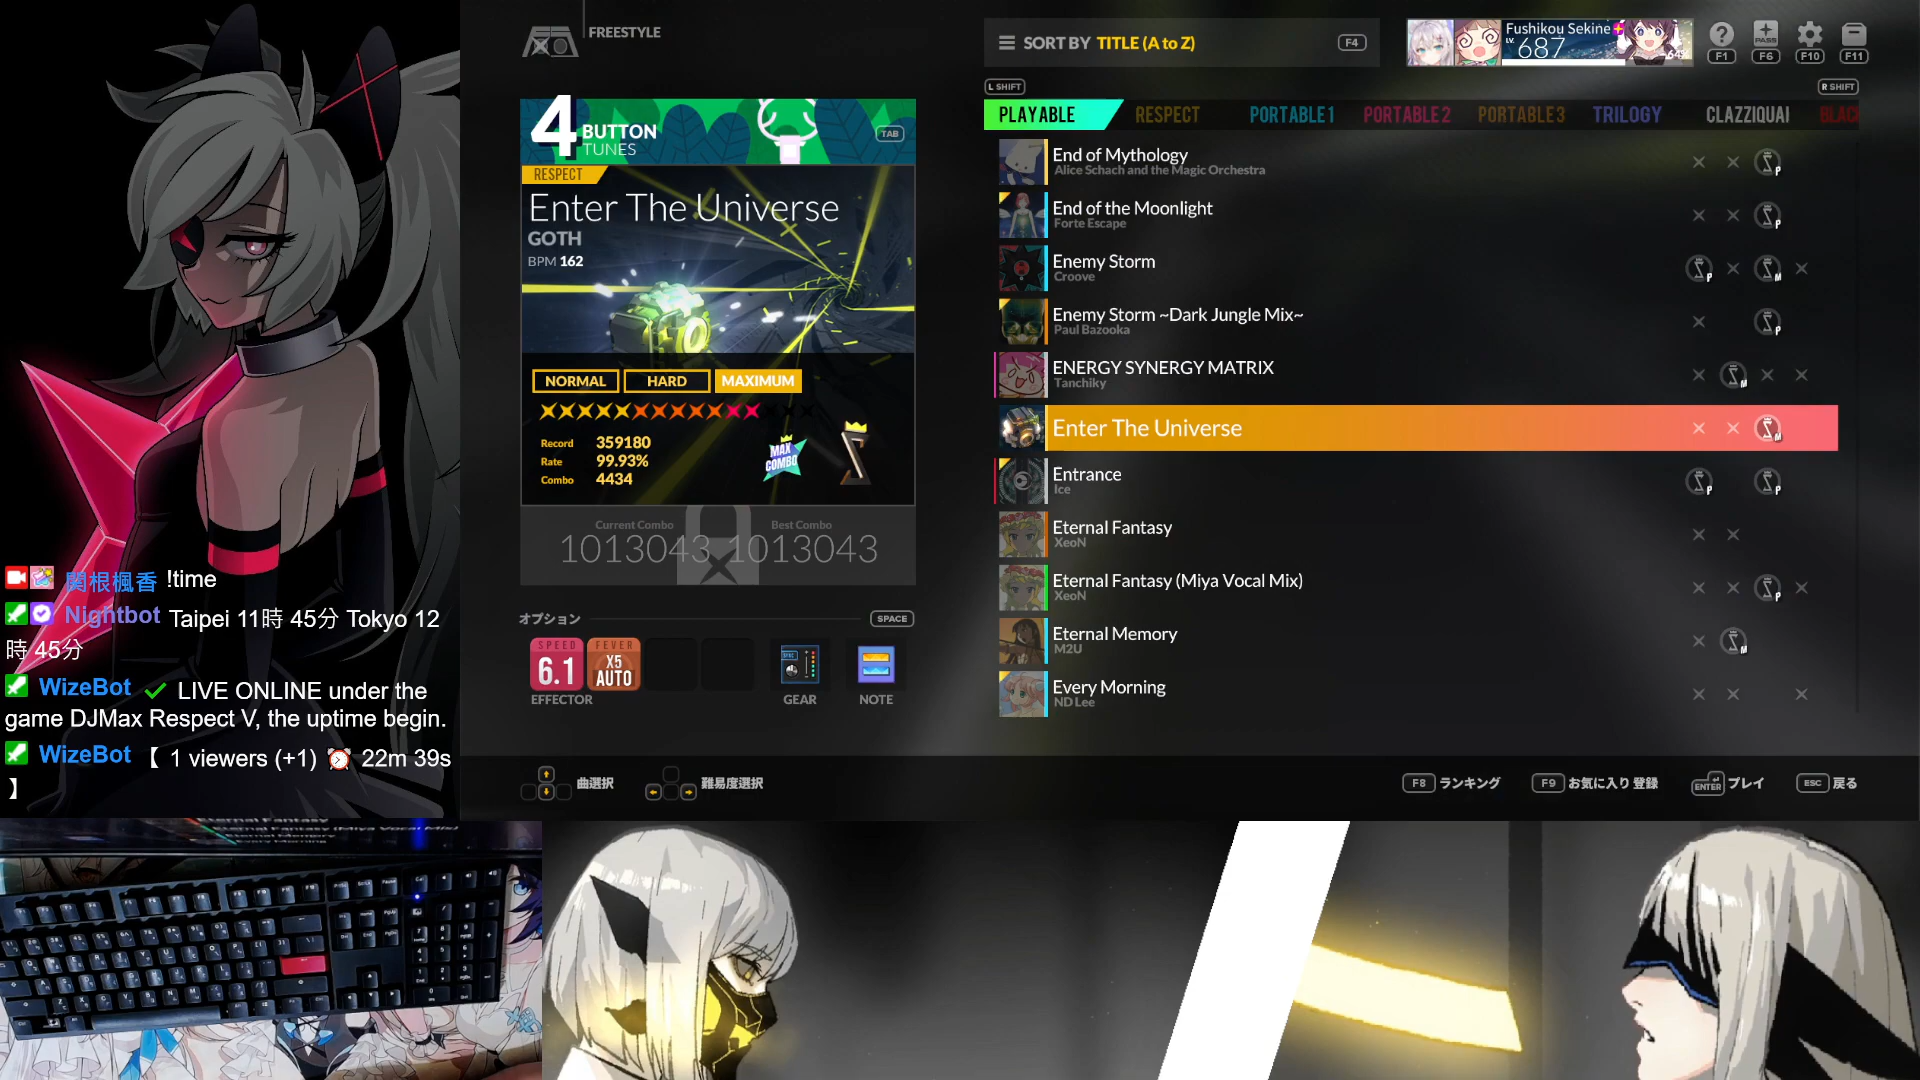 FREESTYLE
SORT BY TITLE (A to Z)
F4
Fushikou Sekine
LV. 687
F1
PASS
F6
F10
F11
L SHIFT
R SHIFT
PLAYABLE
RESPECT
PORTABLE1
PORTABLE2
PORTABLE3
TRILOGY
CLAZZIQUAI
BLACK
4 BUTTON
TUNES
TAB
RESPECT
Enter The Universe
GOTH
BPM 162
NORMAL
HARD
MAXIMUM
Record 359180
Rate 99.93%
Combo 4434
MAX COMBO
Current Combo
Best Combo
1013043
1013043
オプション
SPACE
SPEED
6.1
FEVER
X5
AUTO
EFFECTOR
GEAR
NOTE
End of Mythology
Alice Schach and the Magic Orchestra
End of the Moonlight
Forte Escape
Enemy Storm
Croove
Enemy Storm ~Dark Jungle Mix~
Paul Bazooka
ENERGY SYNERGY MATRIX
Tanchiky
Enter The Universe
Entrance
Ice
Eternal Fantasy
XeoN
Eternal Fantasy (Miya Vocal Mix)
XeoN
Eternal Memory
M2U
Every Morning
ND Lee
曲選択
難易度選択
F8 ランキング
F9 お気に入り 登録
ENTER プレイ
ESC 戻る
関根楓香 !time
Nightbot Taipei 11時 45分 Tokyo 12
時 45分
WizeBot LIVE ONLINE under the
game DJMax Respect V, the uptime begin.
WizeBot 【 1 viewers (+1) ⏰ 22m 39s
】